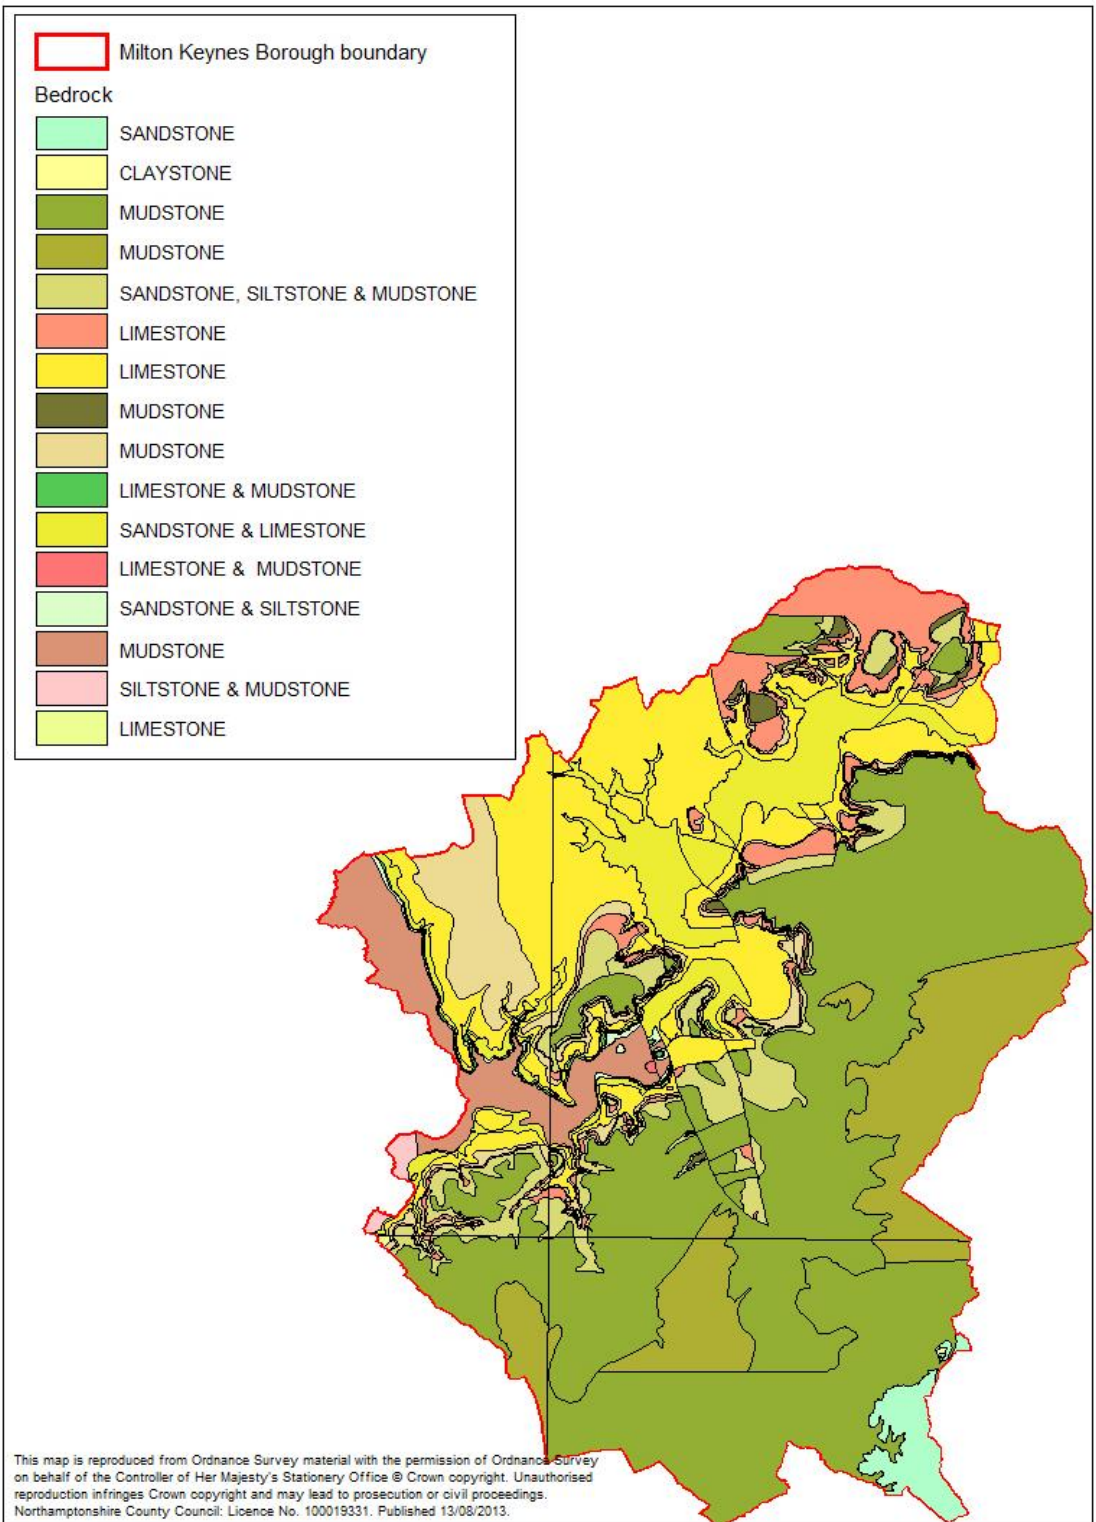 Milton Keynes Borough boundary
Bedrock
SANDSTONE
CLAYSTONE
MUDSTONE
MUDSTONE
SANDSTONE, SILTSTONE & MUDSTONE
LIMESTONE
LIMESTONE
MUDSTONE
MUDSTONE
LIMESTONE & MUDSTONE
SANDSTONE & LIMESTONE
LIMESTONE & MUDSTONE
SANDSTONE & SILTSTONE
MUDSTONE
SILTSTONE & MUDSTONE
LIMESTONE
This map is reproduced from Ordnance Survey material with the permission of Ordnance Survey
on behalf of the Controller of Her Majesty's Stationery Office © Crown copyright. Unauthorised
reproduction infringes Crown copyright and may lead to prosecution or civil proceedings.
Northamptonshire County Council: Licence No. 100019331. Published 13/08/2013.